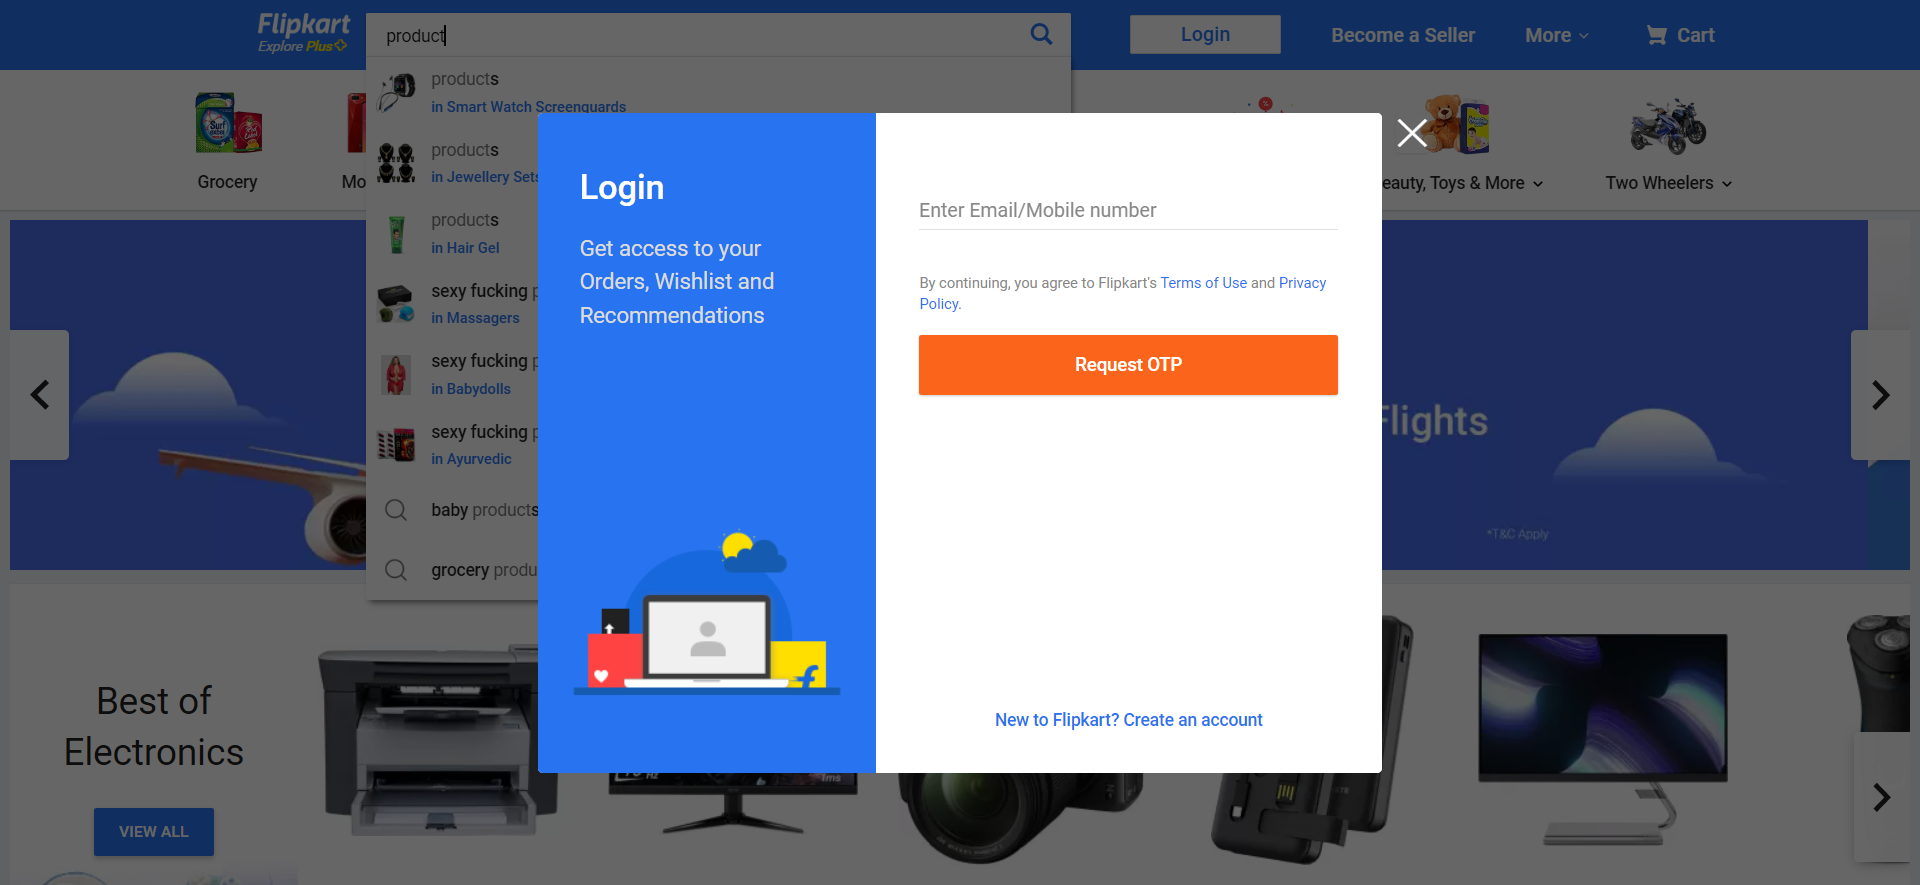 Flipkart
Explore Plus
product
Login
Become a Seller
More
Cart
products
in Smart Watch Screenguards
products
in Jewellery Sets
products
in Hair Gel
sexy fucking p
in Massagers
sexy fucking p
in Babydolls
sexy fucking p
in Ayurvedic
baby products
grocery produ
Grocery
Mo
eauty, Toys & More
Two Wheelers
Login
Get access to your
Orders, Wishlist and
Recommendations
Enter Email/Mobile number
By continuing, you agree to Flipkart's Terms of Use and Privacy
Policy.
Request OTP
New to Flipkart? Create an account
Flights
*T&C Apply
Best of
Electronics
VIEW ALL
Surf
Hz
1ms